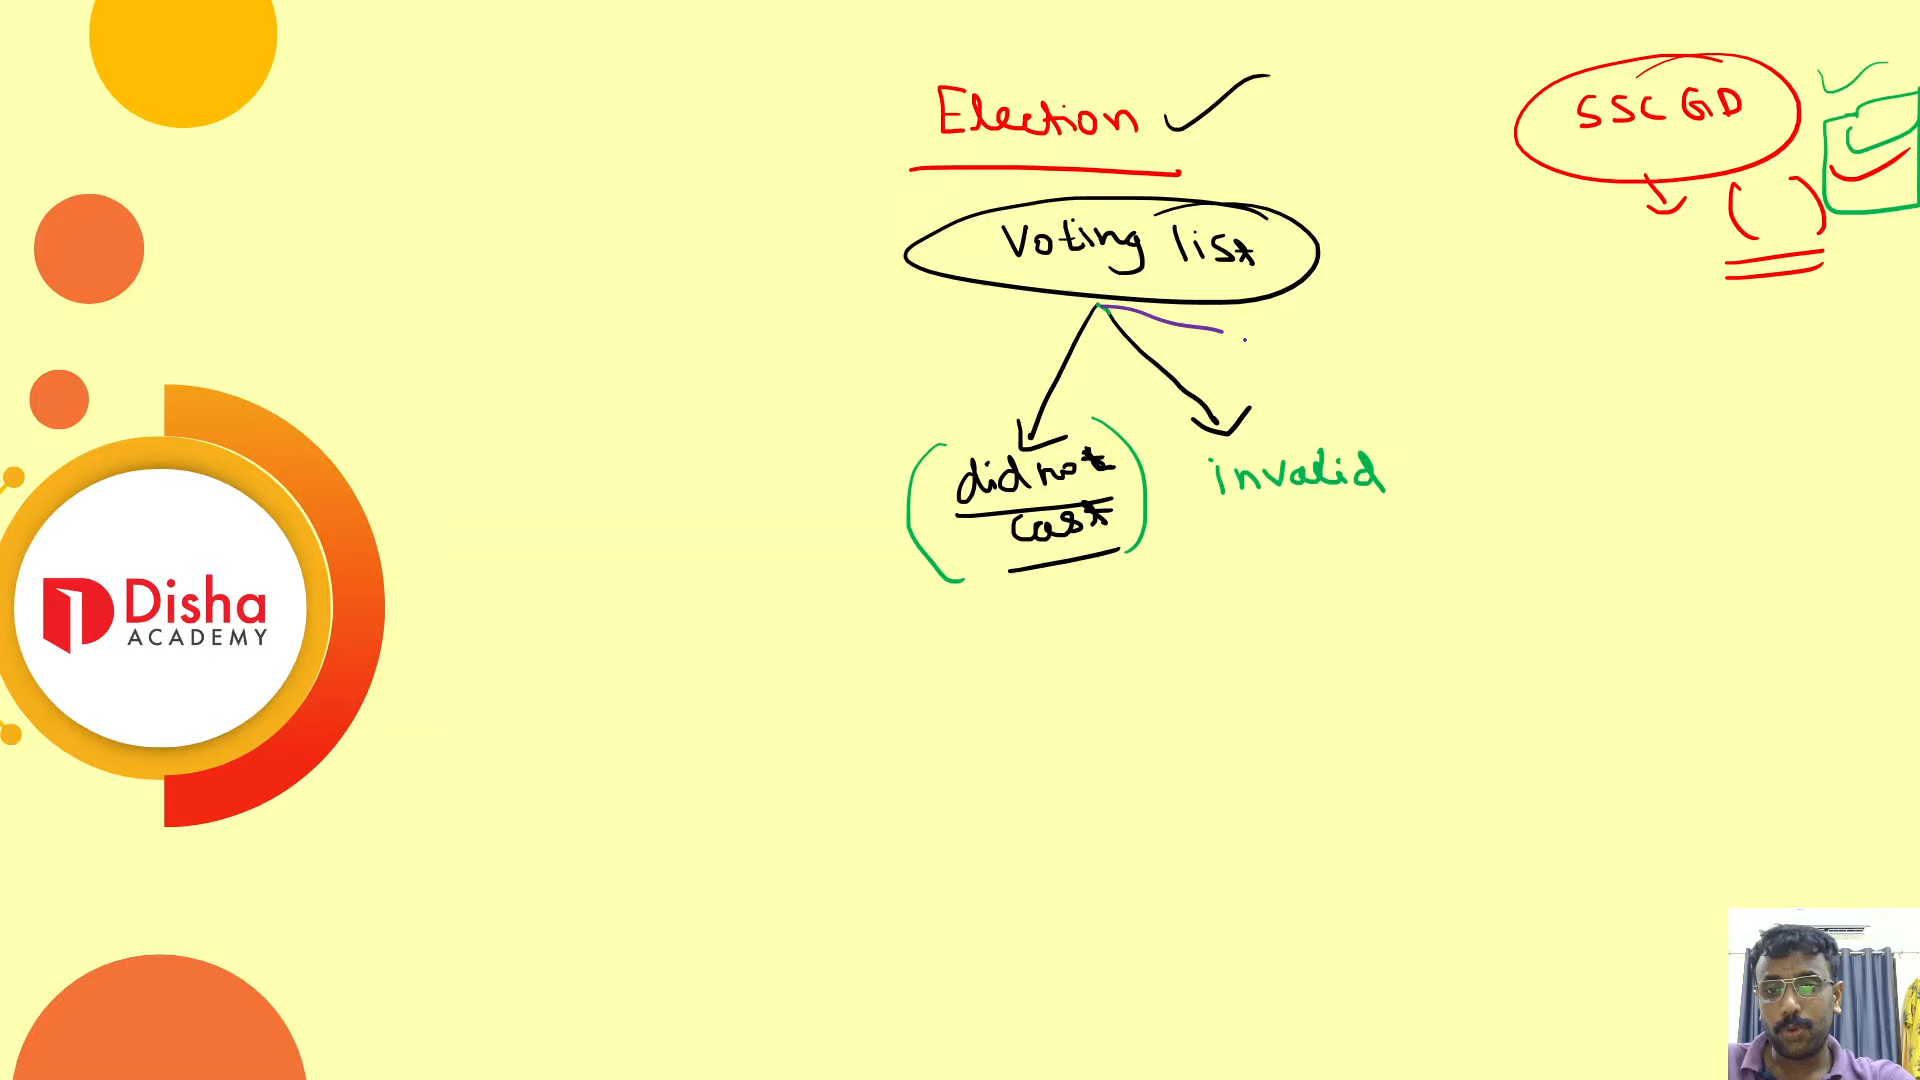 Election
SSC GD
Voting list
did not
cast
invalid
Disha
ACADEMY